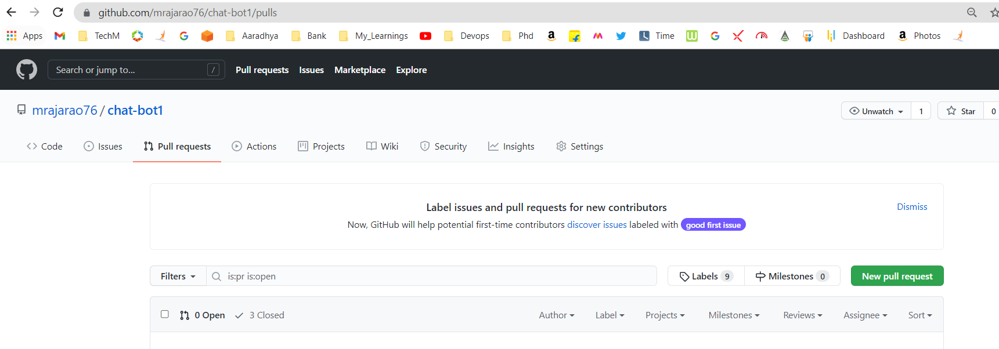 github.com/mrajarao76/chat-bot1/pulls
Apps TechM Aaradhya Bank My_Learnings Devops Phd Time Dashboard Photos
Search or jump to... / Pull requests Issues Marketplace Explore
mrajarao76 / chat-bot1 Unwatch 1 Star 0
Code Issues Pull requests Actions Projects Wiki Security Insights Settings
Label issues and pull requests for new contributors Dismiss
Now, GitHub will help potential first-time contributors discover issues labeled with good first issue
Filters is:pr is:open Labels 9 Milestones 0 New pull request
0 Open 3 Closed Author Label Projects Milestones Reviews Assignee Sort